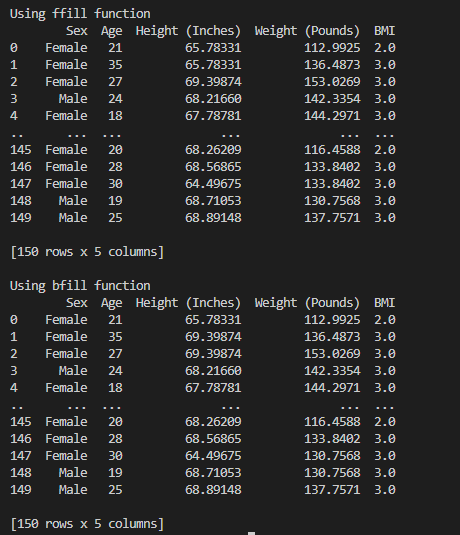 Using ffill function
Sex Age Height (Inches) Weight (Pounds) BMI
0 Female 21 65.78331 112.9925 2.0
1 Female 35 65.78331 136.4873 3.0
2 Female 27 69.39874 153.0269 3.0
3 Male 24 68.21660 142.3354 3.0
4 Female 18 67.78781 144.2971 3.0
.. ... ... ... ... ...
145 Female 20 68.26209 116.4588 2.0
146 Female 28 68.56865 133.8402 3.0
147 Female 30 64.49675 133.8402 3.0
148 Male 19 68.71053 130.7568 3.0
149 Male 25 68.89148 137.7571 3.0
[150 rows x 5 columns]
Using bfill function
Sex Age Height (Inches) Weight (Pounds) BMI
0 Female 21 65.78331 112.9925 2.0
1 Female 35 69.39874 136.4873 3.0
2 Female 27 69.39874 153.0269 3.0
3 Male 24 68.21660 142.3354 3.0
4 Female 18 67.78781 144.2971 3.0
.. ... ... ... ... ...
145 Female 20 68.26209 116.4588 2.0
146 Female 28 68.56865 133.8402 3.0
147 Female 30 64.49675 130.7568 3.0
148 Male 19 68.71053 130.7568 3.0
149 Male 25 68.89148 137.7571 3.0
[150 rows x 5 columns]